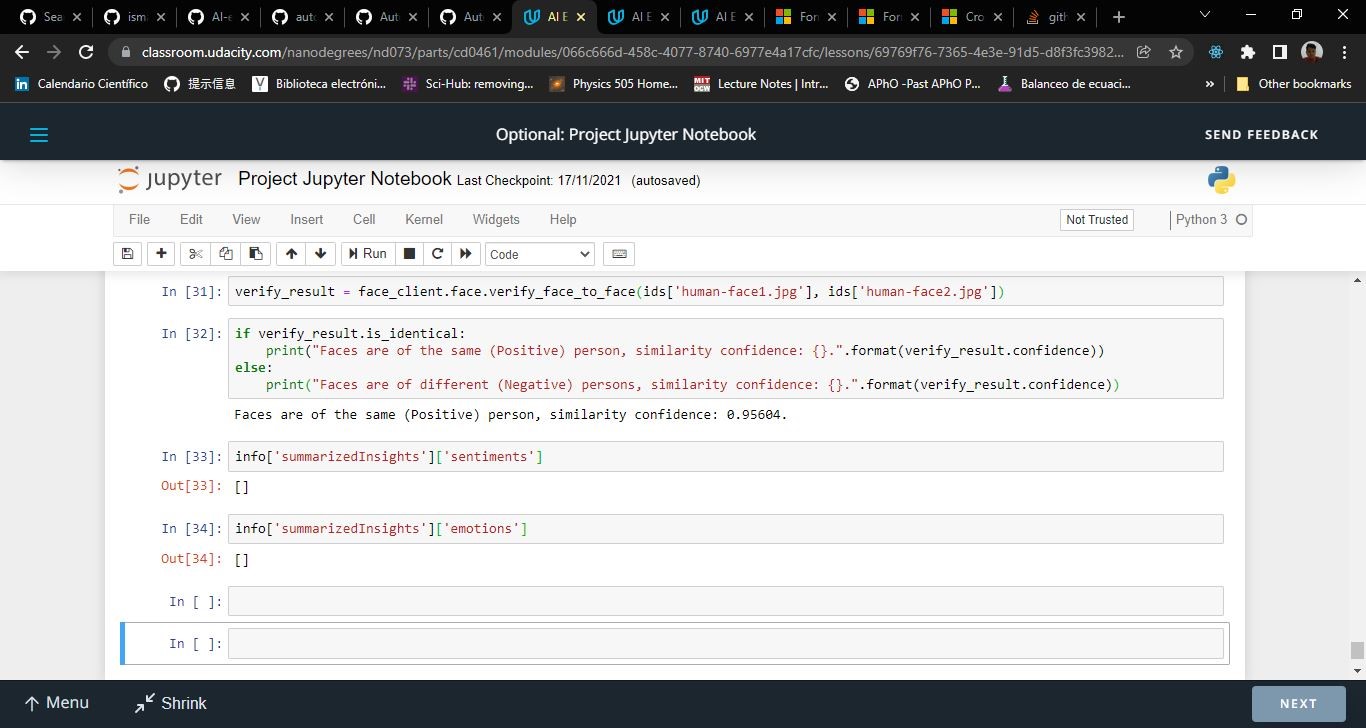 Sea
ism
AI-e
auto
Aut
Aut
AI E
AI E
AI E
For
For
Cro
gith
classroom.udacity.com/nanodegrees/nd073/parts/cd0461/modules/066c666d-458c-4077-8740-6977e4a17cfc/lessons/69769f76-7365-4e3e-91d5-d8f3fc3982...
Calendario Científico
提示信息
Biblioteca electróni...
Sci-Hub: removing...
Physics 505 Home...
MIT OCW
Lecture Notes | Intr...
APhO -Past APhO P...
Balanceo de ecuaci...
»
Other bookmarks
Optional: Project Jupyter Notebook
SEND FEEDBACK
jupyter Project Jupyter Notebook Last Checkpoint: 17/11/2021 (autosaved)
File Edit View Insert Cell Kernel Widgets Help
Not Trusted
Python 3
Run
Code
In [31]: verify_result = face_client.face.verify_face_to_face(ids['human-face1.jpg'], ids['human-face2.jpg'])
In [32]: if verify_result.is_identical:
print("Faces are of the same (Positive) person, similarity confidence: {}.".format(verify_result.confidence))
else:
print("Faces are of different (Negative) persons, similarity confidence: {}.".format(verify_result.confidence))
Faces are of the same (Positive) person, similarity confidence: 0.95604.
In [33]: info['summarizedInsights']['sentiments']
Out[33]: []
In [34]: info['summarizedInsights']['emotions']
Out[34]: []
In [ ]:
In [ ]:
Menu
Shrink
NEXT